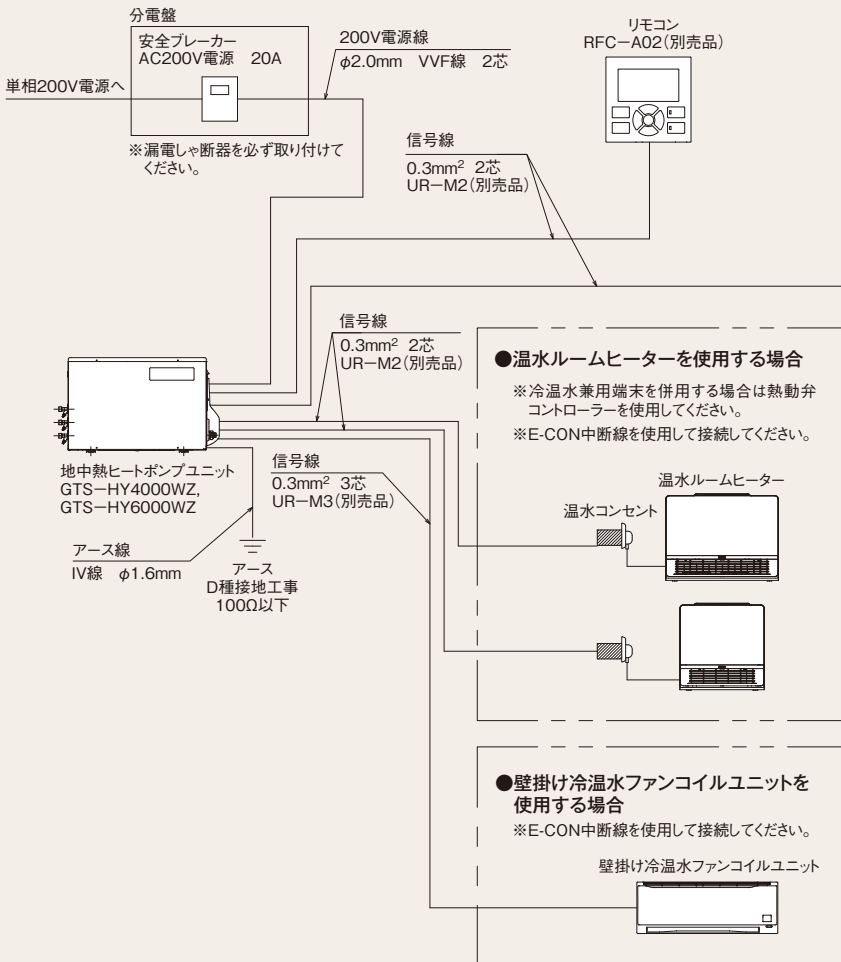 分電盤
安全ブレーカー
AC200V電源 20A
単相200V電源へ
※漏電しゃ断器を必ず取り付けて
ください。
200V電源線
φ2.0mm VVF線 2芯
リモコン
RFC−A02(別売品)
信号線
0.3mm² 2芯
UR−M2(別売品)
信号線
0.3mm² 2芯
UR−M2(別売品)
地中熱ヒートポンプユニット
GTS−HY4000WZ,
GTS−HY6000WZ
信号線
0.3mm² 3芯
UR−M3(別売品)
アース線
IV線 φ1.6mm
アース
D種接地工事
100Ω以下
●温水ルームヒーターを使用する場合
※冷温水兼用端末を併用する場合は熱動弁
コントローラーを使用してください。
※E-CON中断線を使用して接続してください。
温水ルームヒーター
温水コンセント
●壁掛け冷温水ファンコイルユニットを
使用する場合
※E-CON中断線を使用して接続してください。
壁掛け冷温水ファンコイルユニット